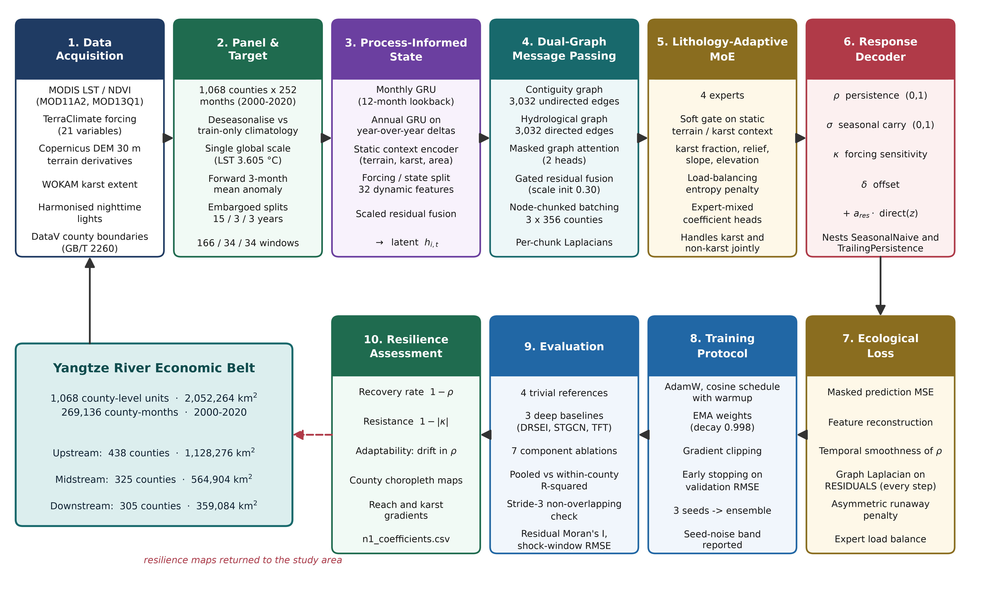 1. Data
Acquisition
MODIS LST / NDVI
(MOD11A2, MOD13Q1)
TerraClimate forcing
(21 variables)
Copernicus DEM 30 m
terrain derivatives
WOKAM karst extent
Harmonised nighttime
lights
DataV county boundaries
(GB/T 2260)
2. Panel &
Target
1,068 counties x 252
months (2000-2020)
Deseasonalise vs
train-only climatology
Single global scale
(LST 3.605 °C)
Forward 3-month
mean anomaly
Embargoed splits
15 / 3 / 3 years
166 / 34 / 34 windows
3. Process-Informed
State
Monthly GRU
(12-month lookback)
Annual GRU on
year-over-year deltas
Static context encoder
(terrain, karst, area)
Forcing / state split
32 dynamic features
Scaled residual fusion
→ latent h_{i,t}
4. Dual-Graph
Message Passing
Contiguity graph
3,032 undirected edges
Hydrological graph
3,032 directed edges
Masked graph attention
(2 heads)
Gated residual fusion
(scale init 0.30)
Node-chunked batching
3 x 356 counties
Per-chunk Laplacians
5. Lithology-Adaptive
MoE
4 experts
Soft gate on static
terrain / karst context
karst fraction, relief,
slope, elevation
Load-balancing
entropy penalty
Expert-mixed
coefficient heads
Handles karst and
non-karst jointly
6. Response
Decoder
ρ persistence (0,1)
σ seasonal carry (0,1)
κ forcing sensitivity
δ offset
+ a_{res} · direct(z)
Nests SeasonalNaive and
TrailingPersistence
Yangtze River Economic Belt
1,068 county-level units · 2,052,264 km²
269,136 county-months · 2000-2020
Upstream: 438 counties · 1,128,276 km²
Midstream: 325 counties · 564,904 km²
Downstream: 305 counties · 359,084 km²
10. Resilience
Assessment
Recovery rate 1 − ρ
Resistance 1 − |κ|
Adaptability: drift in ρ
County choropleth maps
Reach and karst
gradients
n1_coefficients.csv
9. Evaluation
4 trivial references
3 deep baselines
(DRSEI, STGCN, TFT)
7 component ablations
Pooled vs within-county
R-squared
Stride-3 non-overlapping
check
Residual Moran's I,
shock-window RMSE
8. Training
Protocol
AdamW, cosine schedule
with warmup
EMA weights
(decay 0.998)
Gradient clipping
Early stopping on
validation RMSE
3 seeds -> ensemble
Seed-noise band
reported
7. Ecological
Loss
Masked prediction MSE
Feature reconstruction
Temporal smoothness of ρ
Graph Laplacian on
RESIDUALS (every step)
Asymmetric runaway
penalty
Expert load balance
resilience maps returned to the study area